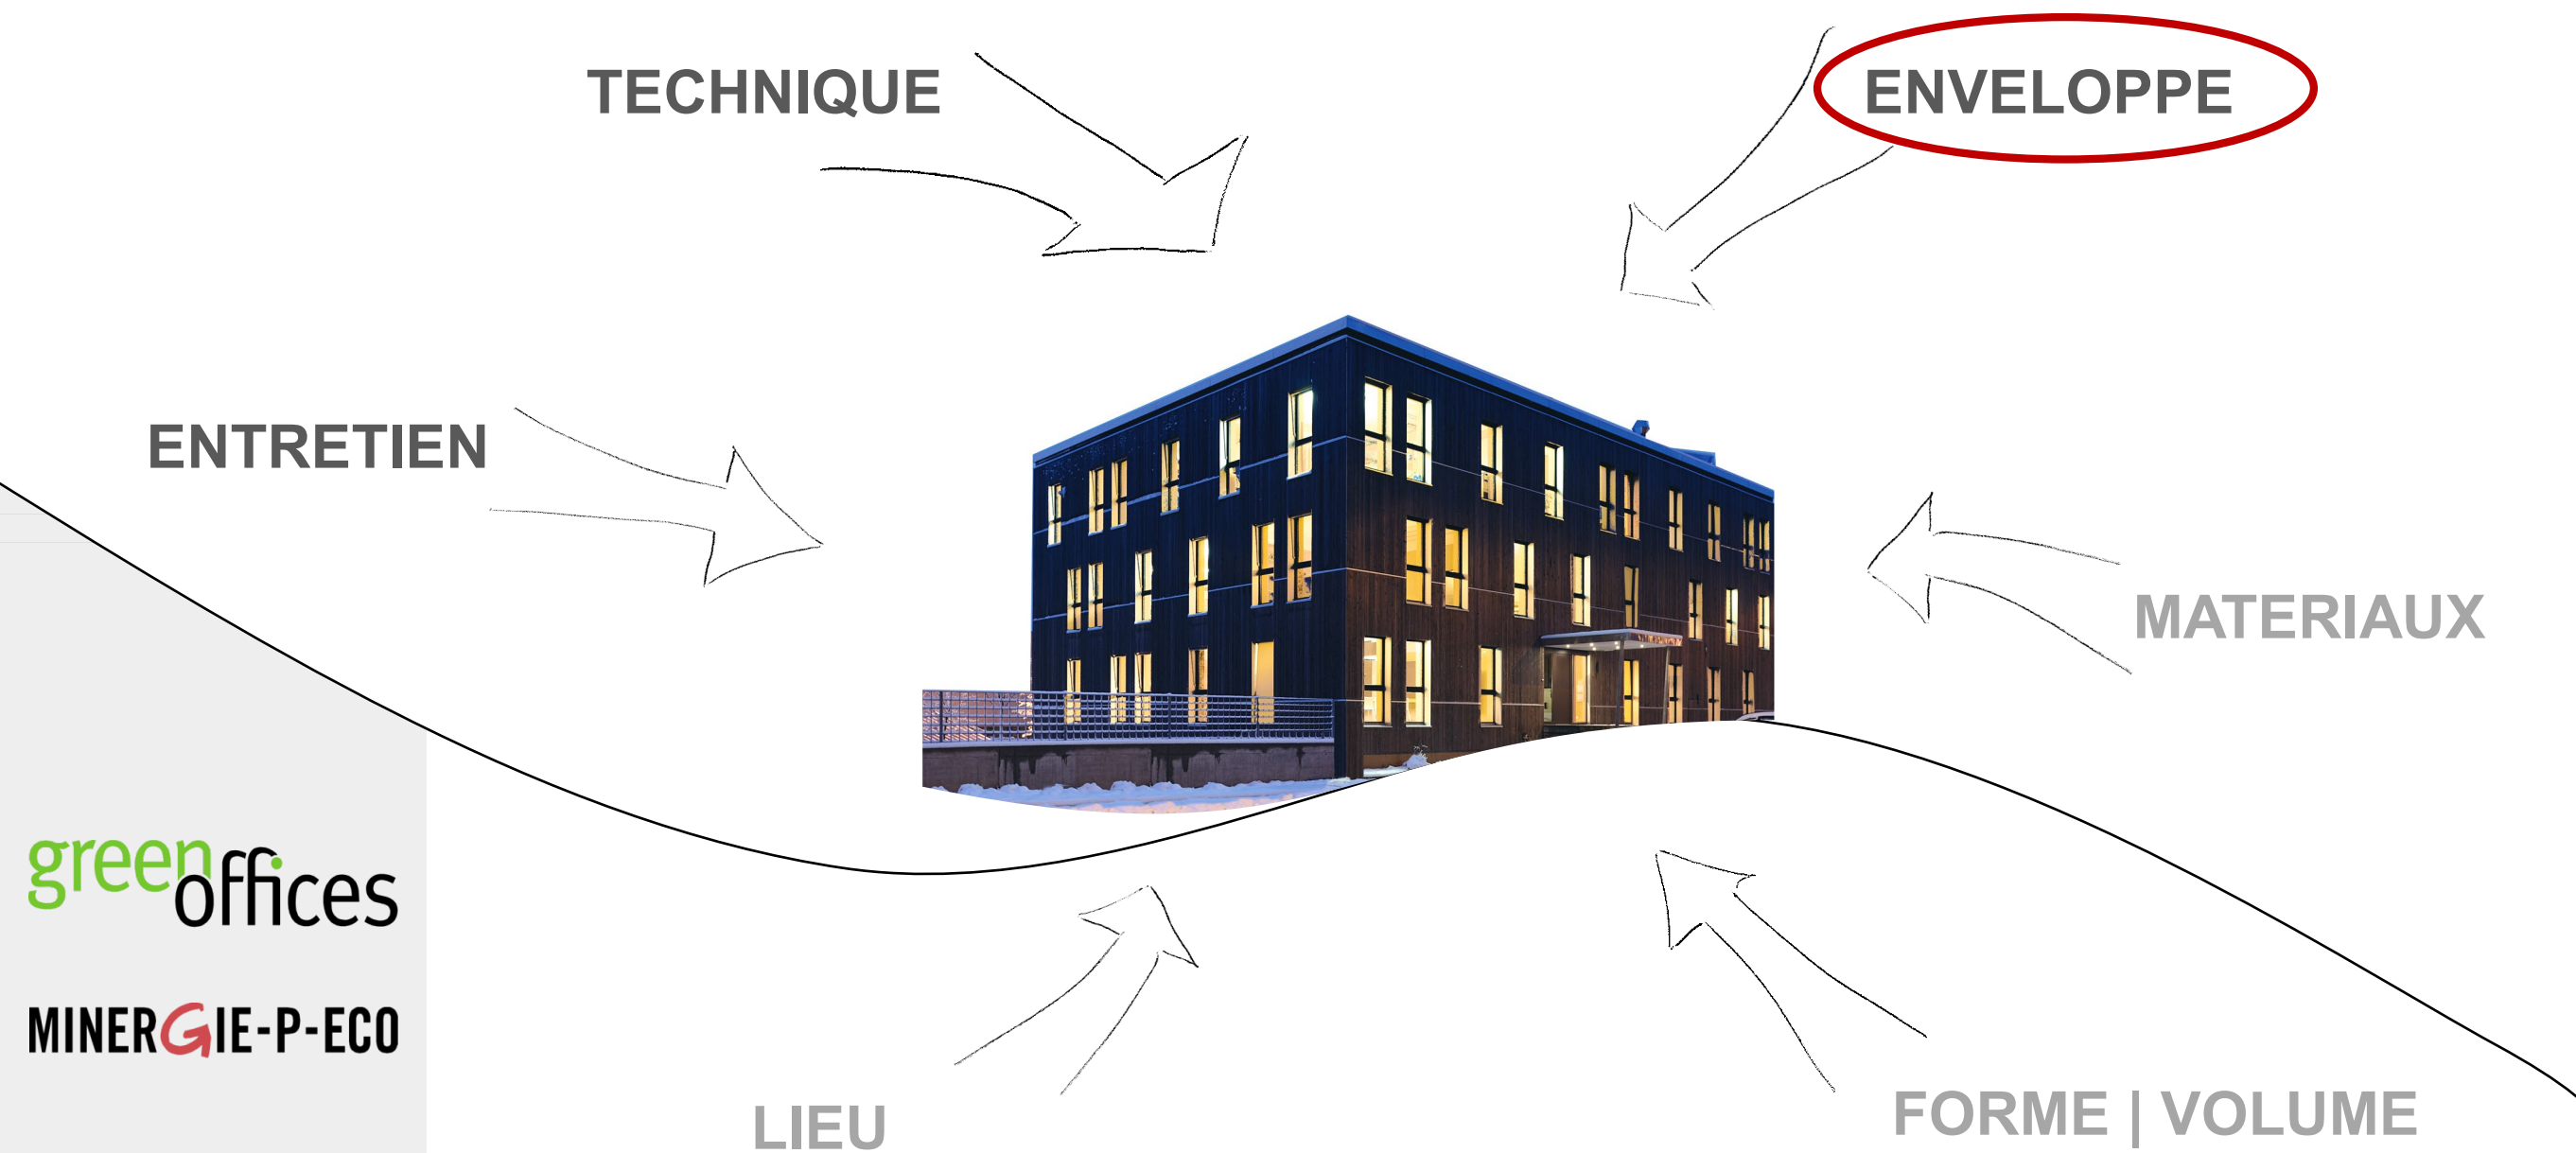 TECHNIQUE
ENVELOPPE
ENTRETIEN
MATERIAUX
greenoffices
MINERGIE-P-ECO
LIEU
FORME | VOLUME